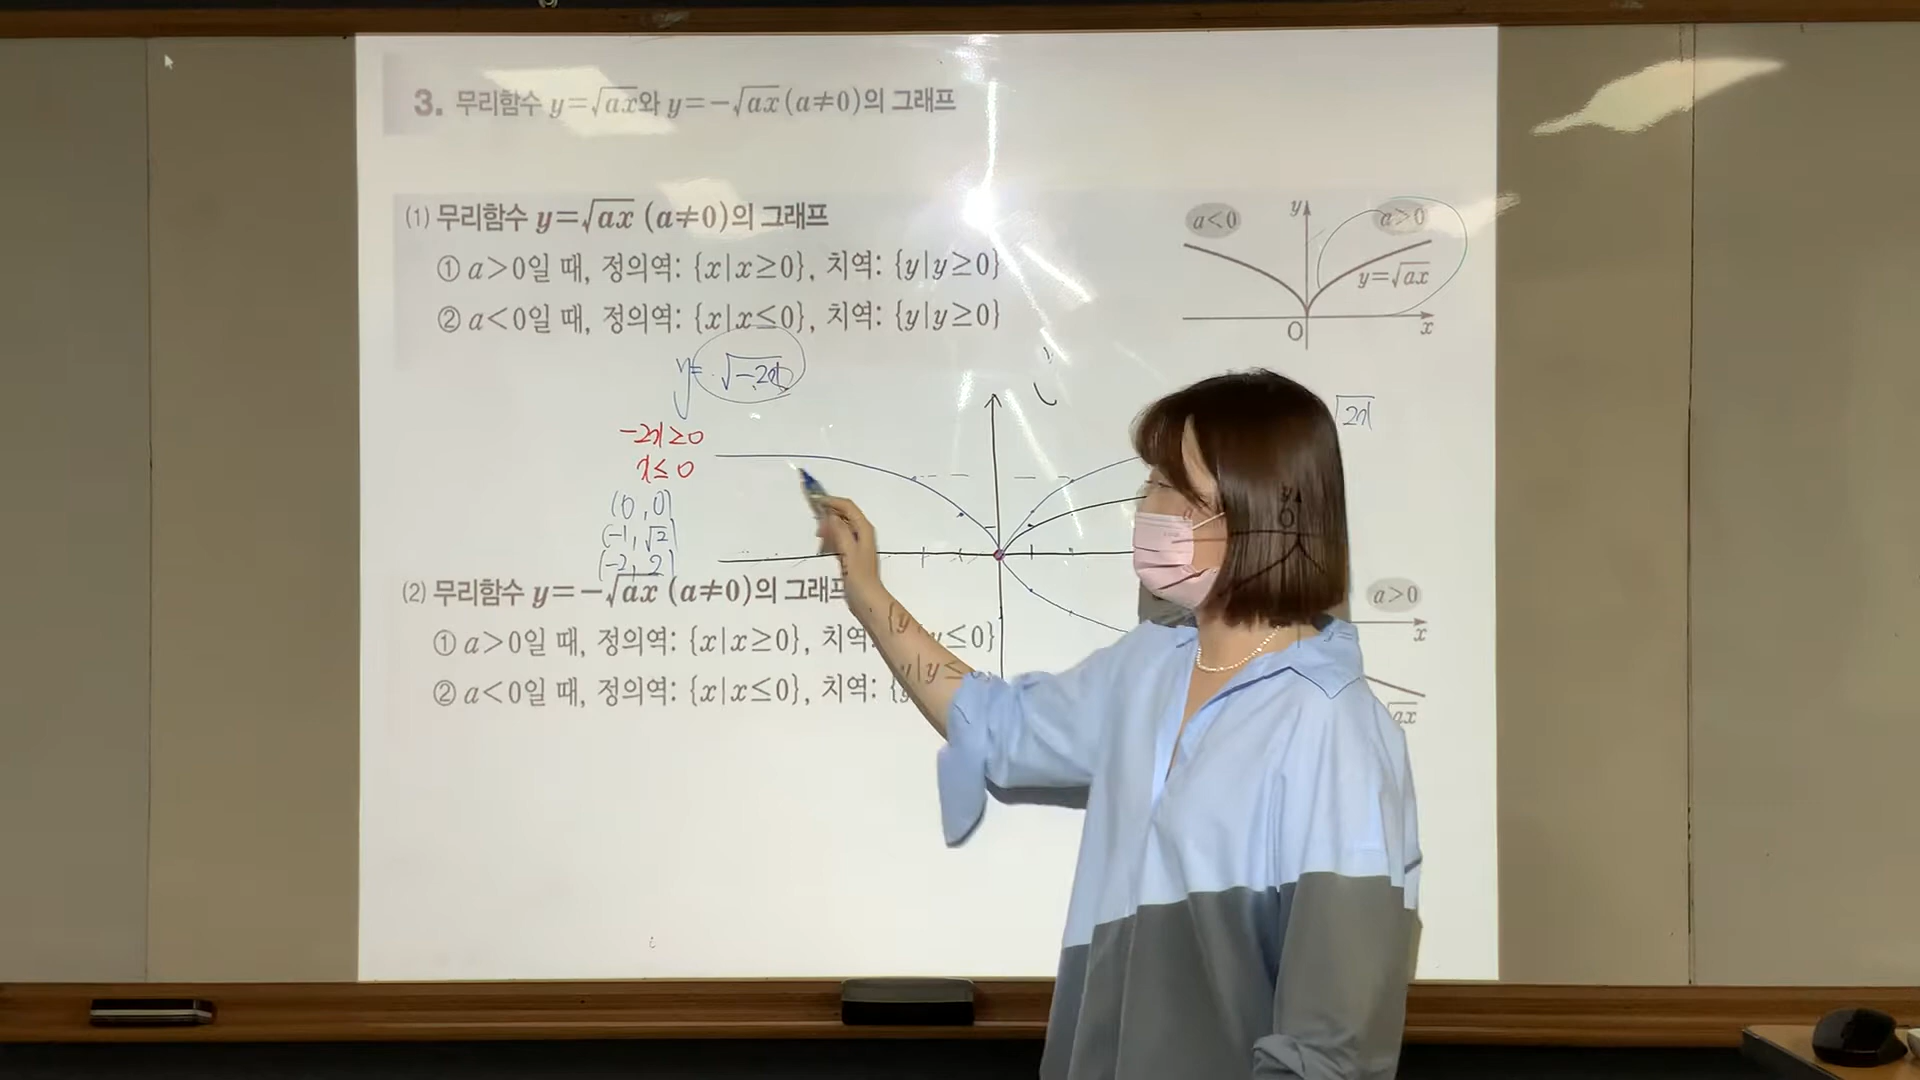 3. 무리함수 y=√ax와 y=-√ax (a≠0)의 그래프
(1) 무리함수 y=√ax (a≠0)의 그래프
① a>0일 때, 정의역: {x|x≥0}, 치역: {y|y≥0}
② a<0일 때, 정의역: {x|x≤0}, 치역: {y|y≥0}
a<0
y
a>0
y=√ax
O
x
y=√-2x
-2x≥0
x≤0
(0,0)
(-1,√2)
(-2,2)
√2x
(2) 무리함수 y=-√ax (a≠0)의 그래프
① a>0일 때, 정의역: {x|x≥0}, 치역: {y|y≤0}
② a<0일 때, 정의역: {x|x≤0}, 치역: {y|y≤0}
y
O
a>0
x
√ax